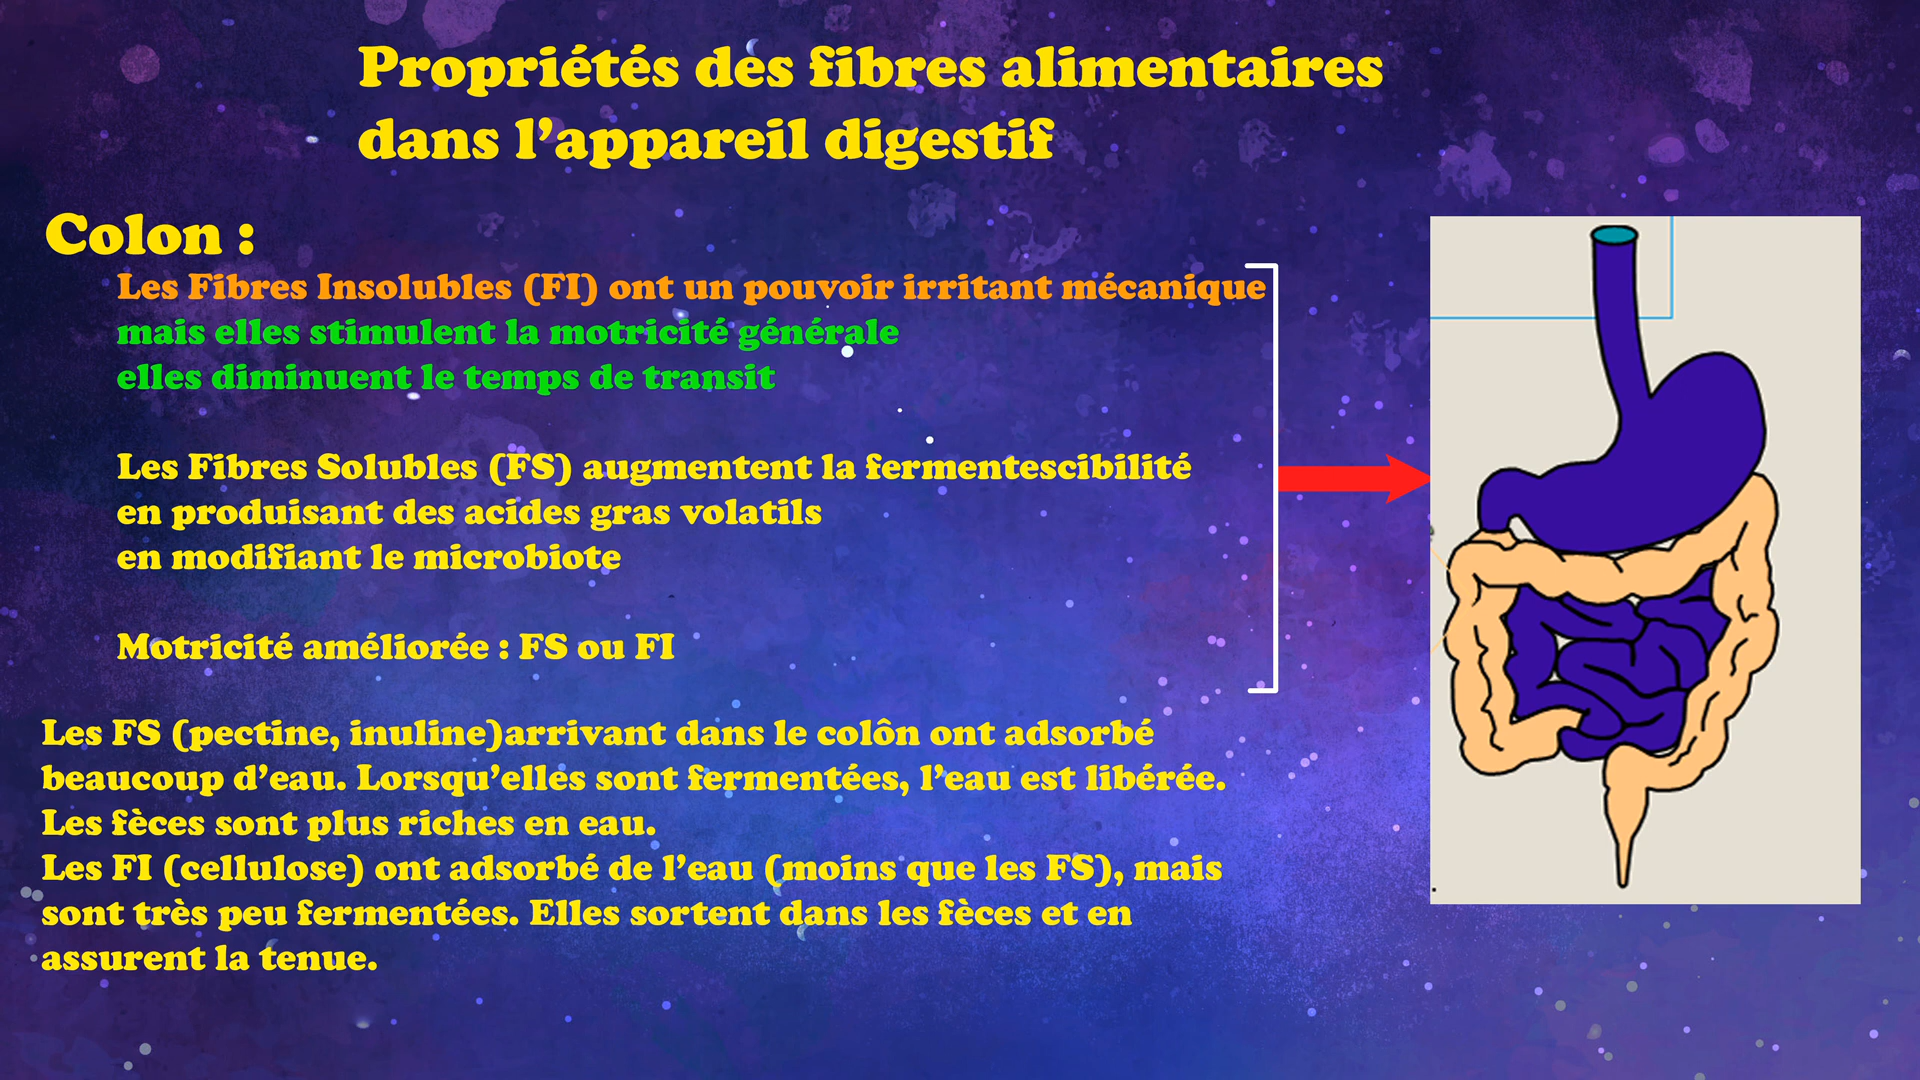 Propriétés des fibres alimentaires
dans l’appareil digestif
Colon :
Les Fibres Insolubles (FI) ont un pouvoir irritant mécanique
mais elles stimulent la motricité générale
elles diminuent le temps de transit
Les Fibres Solubles (FS) augmentent la fermentescibilité
en produisant des acides gras volatils
en modifiant le microbiote
Motricité améliorée : FS ou FI
Les FS (pectine, inuline)arrivant dans le colôn ont adsorbé
beaucoup d’eau. Lorsqu’elles sont fermentées, l’eau est libérée.
Les fèces sont plus riches en eau.
Les FI (cellulose) ont adsorbé de l’eau (moins que les FS), mais
sont très peu fermentées. Elles sortent dans les fèces et en
assurent la tenue.